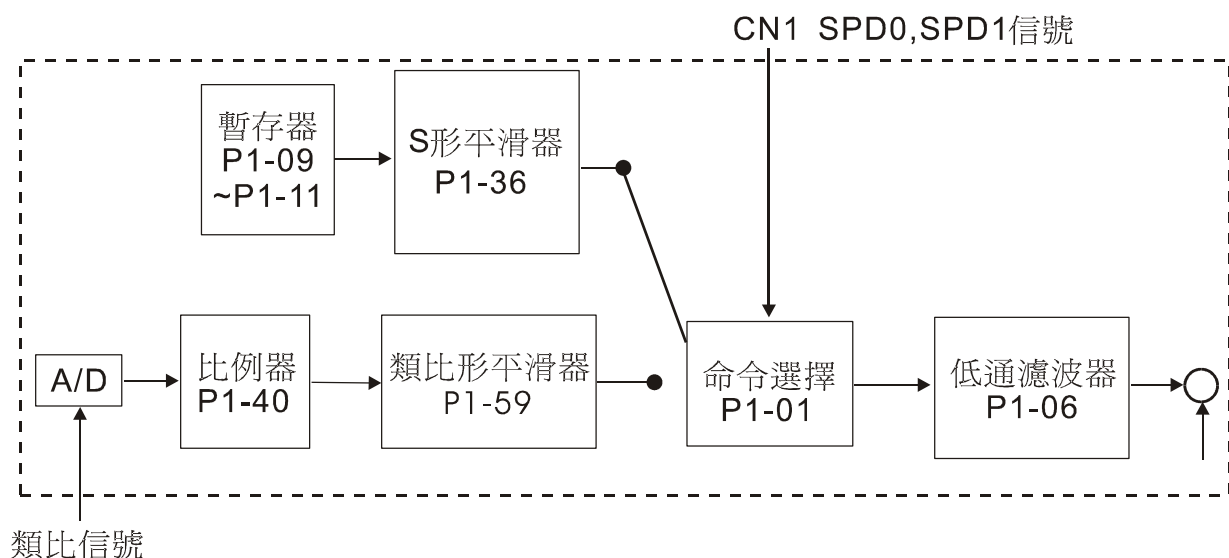 CN1 SPD0,SPD1信號
暫存器
P1-09
~P1-11
S形平滑器
P1-36
A/D
比例器
P1-40
類比形平滑器
P1-59
命令選擇
P1-01
低通濾波器
P1-06
類比信號